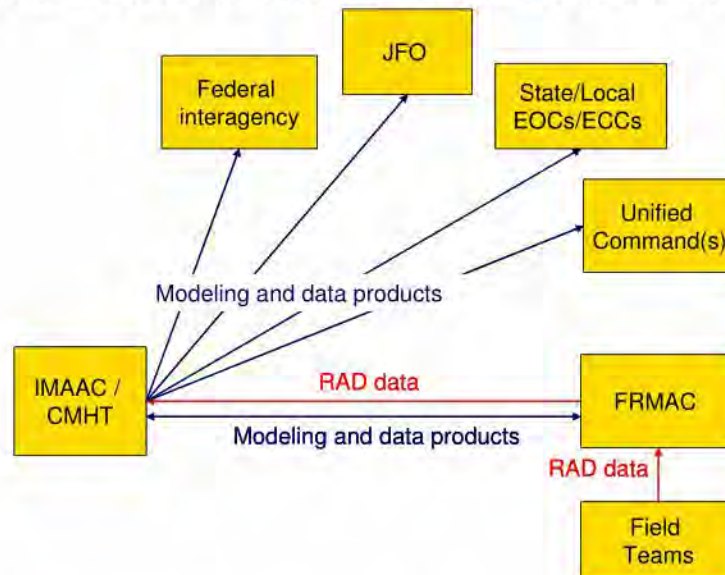 JFO
Federal
interagency
State/Local
EOCs/ECCs
Unified
Command(s)
Modeling and data products
IMAAC /
CMHT
RAD data
FRMAC
Modeling and data products
RAD data
Field
Teams